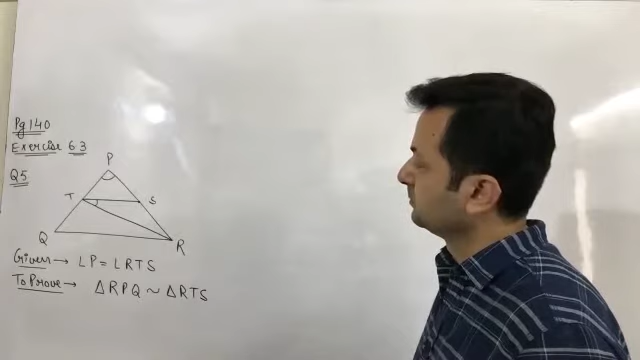 Pg 140
Exercise 6 3
Q5
P
T
S
Q
R
Given → ∠P = ∠RTS
To Prove → ΔRPQ ~ ΔRTS